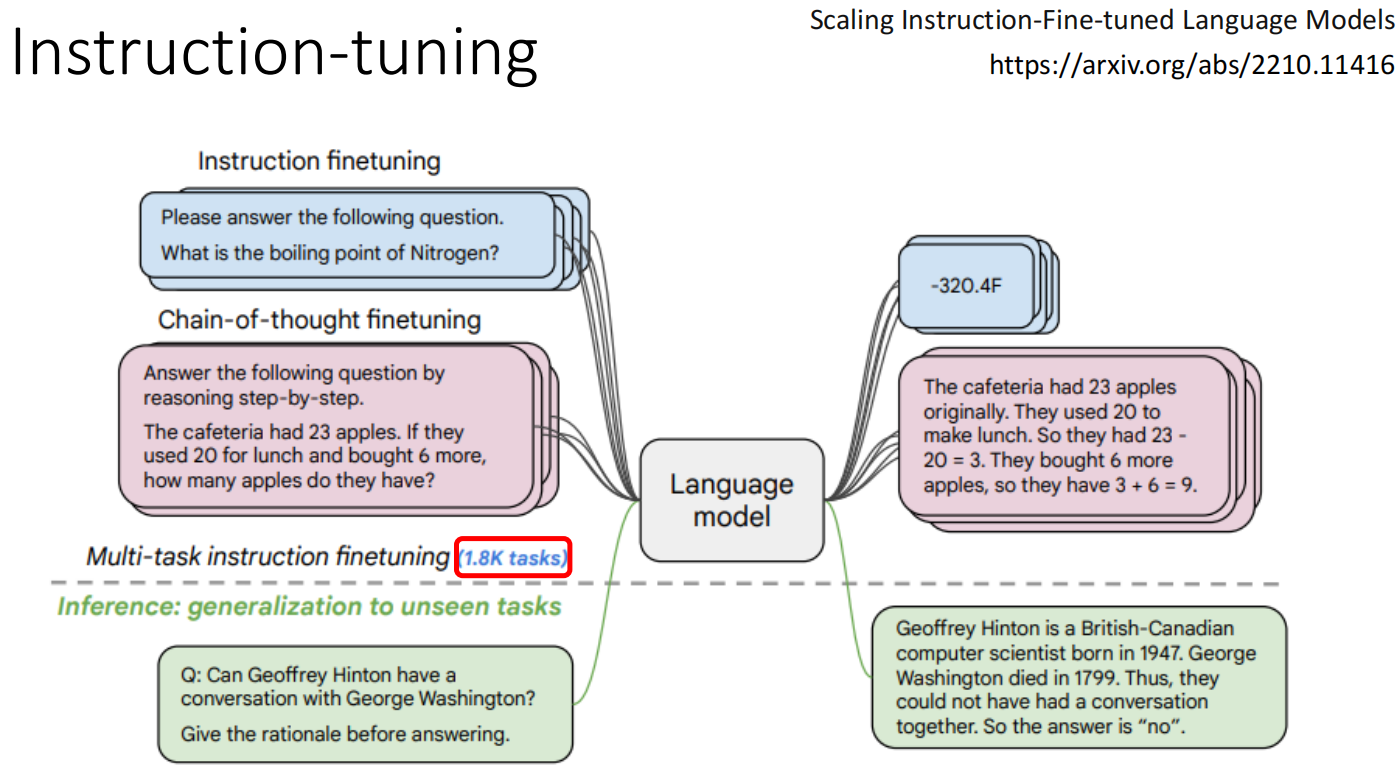 Instruction-tuning
Scaling Instruction-Fine-tuned Language Models
https://arxiv.org/abs/2210.11416
Instruction finetuning
Please answer the following question.
What is the boiling point of Nitrogen?
-320.4F
Chain-of-thought finetuning
Answer the following question by
reasoning step-by-step.
The cafeteria had 23 apples. If they
used 20 for lunch and bought 6 more,
how many apples do they have?
Language
model
The cafeteria had 23 apples
originally. They used 20 to
make lunch. So they had 23 -
20 = 3. They bought 6 more
apples, so they have 3 + 6 = 9.
Multi-task instruction finetuning (1.8K tasks)
Inference: generalization to unseen tasks
Q: Can Geoffrey Hinton have a
conversation with George Washington?
Give the rationale before answering.
Geoffrey Hinton is a British-Canadian
computer scientist born in 1947. George
Washington died in 1799. Thus, they
could not have had a conversation
together. So the answer is “no”.